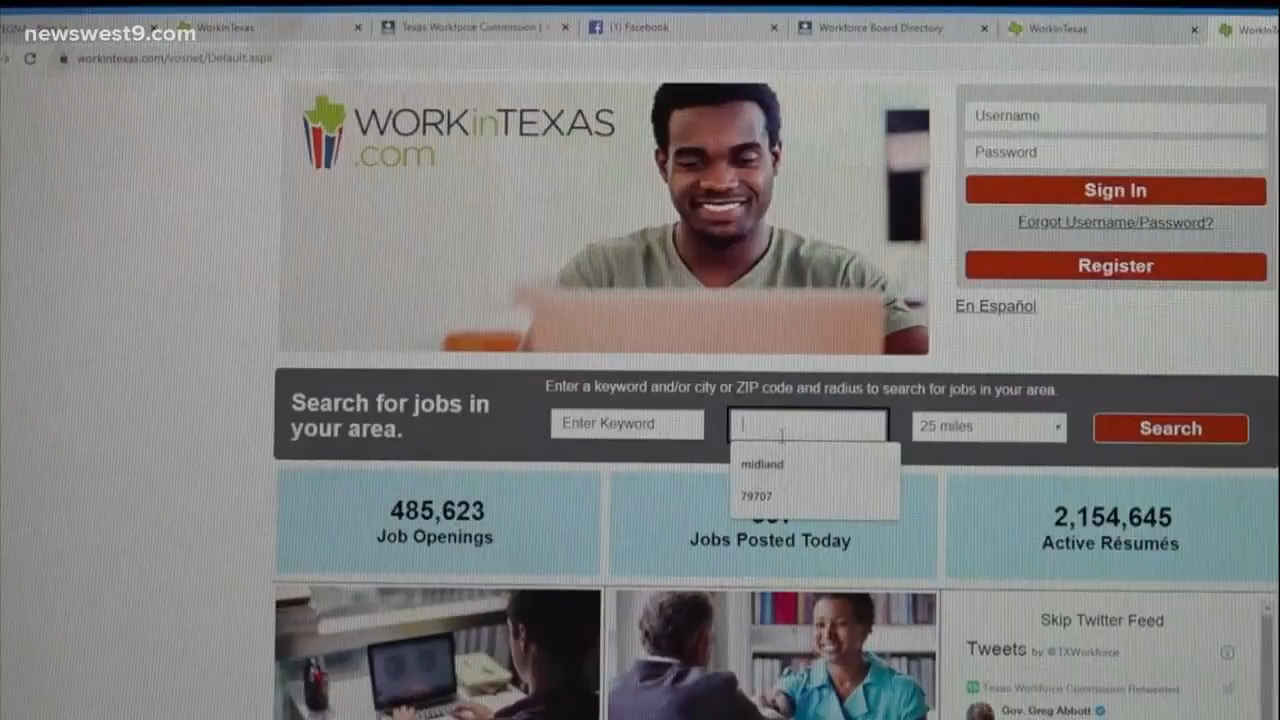 newswest9.com
WorkInTexas
Texas Workforce Commission |
(1) Facebook
Workforce Board Directory
WorkInTexas
WorkInT
workintexas.com/vosnet/Default.aspx
WORKinTEXAS
.com
Username
Password
Sign In
Forgot Username/Password?
Register
En Español
Search for jobs in
your area.
Enter a keyword and/or city or ZIP code and radius to search for jobs in your area.
Enter Keyword
25 miles
Search
midland
79707
485,623
Job Openings
Jobs Posted Today
2,154,645
Active Résumés
Skip Twitter Feed
Tweets by @TXWorkforce
Texas Workforce Commission Retweeted
Gov. Greg Abbott